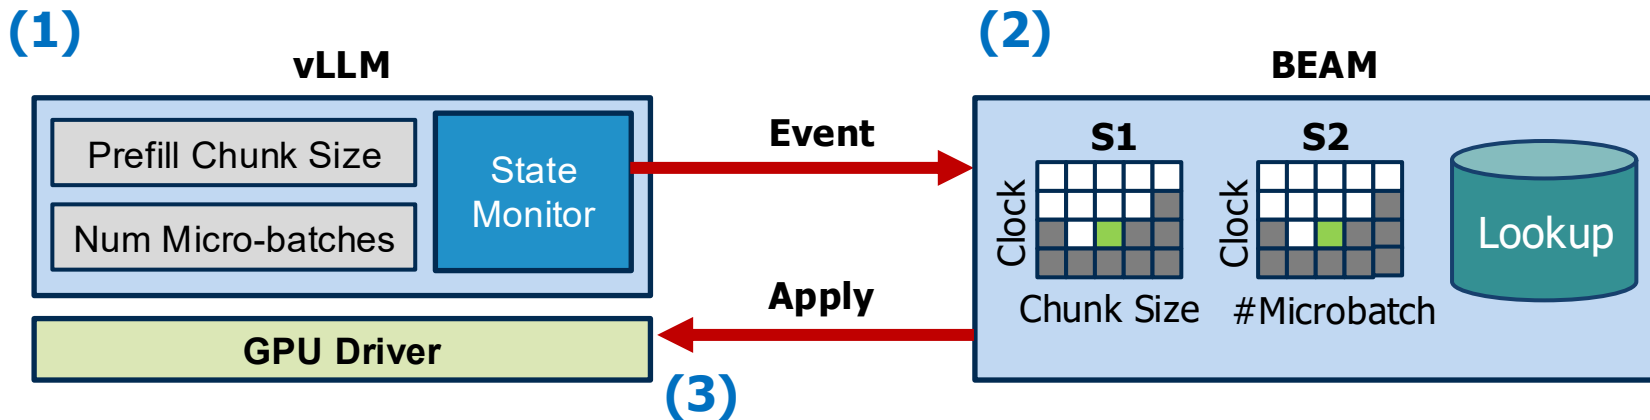 (1)
vLLM
Prefill Chunk Size
Num Micro-batches
State
Monitor
GPU Driver
Event
Apply
(3)
(2)
BEAM
S1
Clock
Chunk Size
S2
Clock
#Microbatch
Lookup